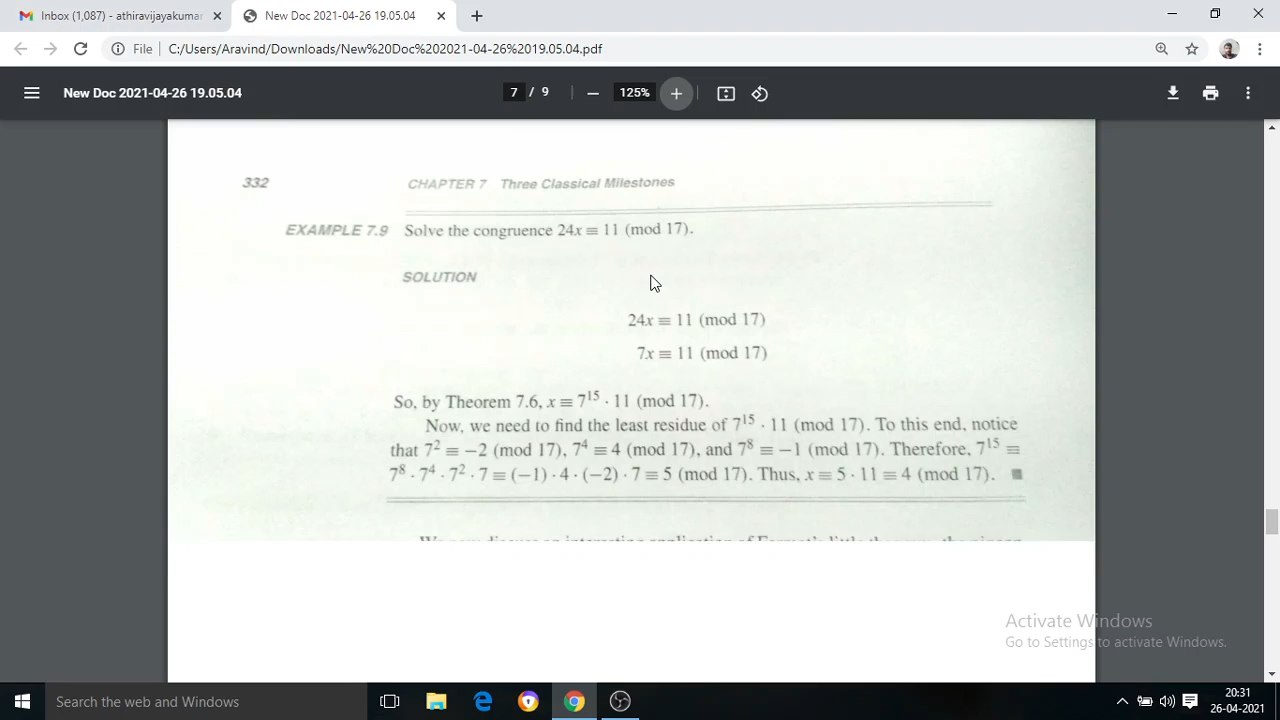 Inbox (1,087) - athiravijayakumar
New Doc 2021-04-26 19.05.04
File C:/Users/Aravind/Downloads/New%20Doc%202021-04-26%2019.05.04.pdf
New Doc 2021-04-26 19.05.04 7 / 9 125%
332 CHAPTER 7 Three Classical Milestones
EXAMPLE 7.9 Solve the congruence 24x ≡ 11 (mod 17).
SOLUTION
24x ≡ 11 (mod 17)
7x ≡ 11 (mod 17)
So, by Theorem 7.6, x ≡ 7¹⁵ · 11 (mod 17).
Now, we need to find the least residue of 7¹⁵ · 11 (mod 17). To this end, notice
that 7² ≡ −2 (mod 17), 7⁴ ≡ 4 (mod 17), and 7⁸ ≡ −1 (mod 17). Therefore, 7¹⁵ ≡
7⁸ · 7⁴ · 7² · 7 ≡ (−1) · 4 · (−2) · 7 ≡ 5 (mod 17). Thus, x ≡ 5 · 11 ≡ 4 (mod 17). ■
Activate Windows
Go to Settings to activate Windows.
Search the web and Windows
20:31
26-04-2021